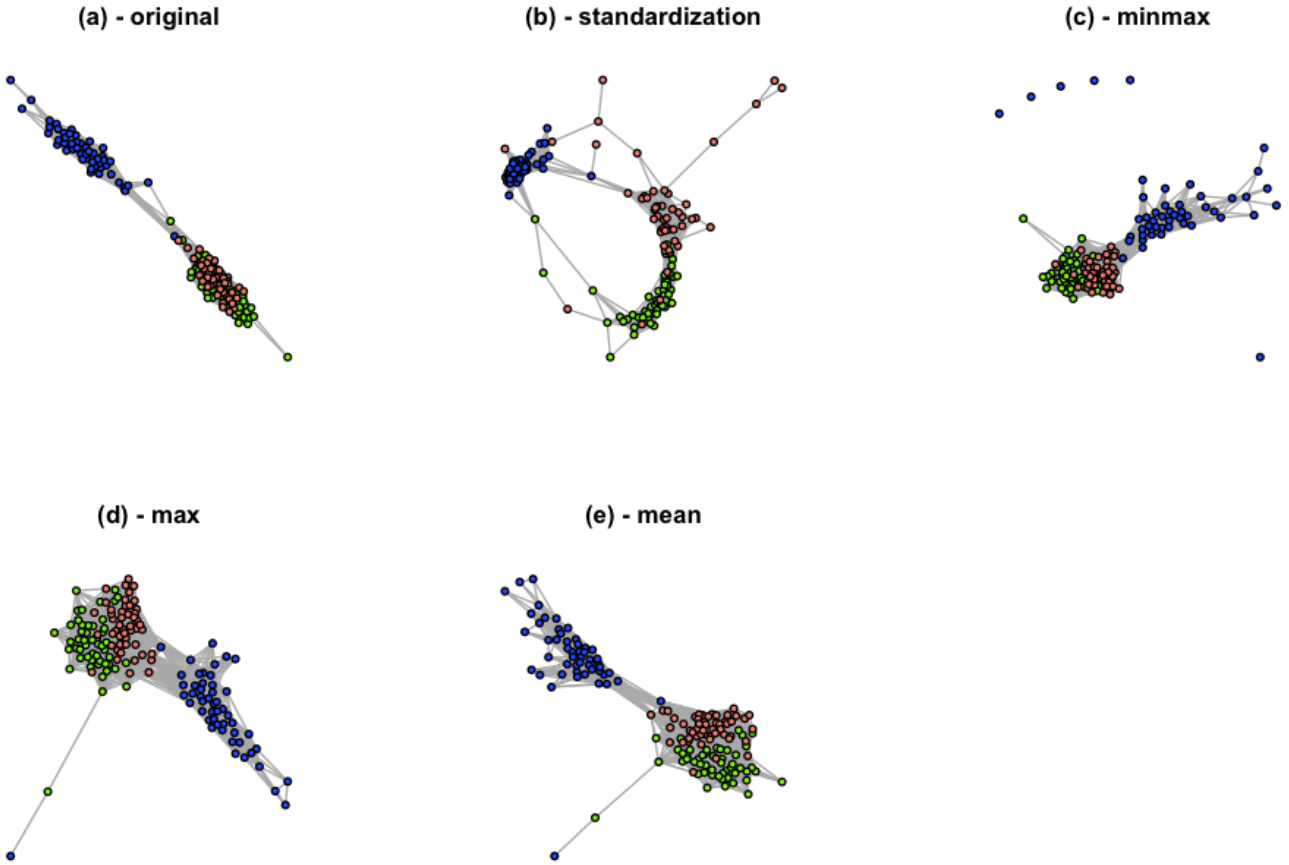 (a) - original
(b) - standardization
(c) - minmax
(d) - max
(e) - mean